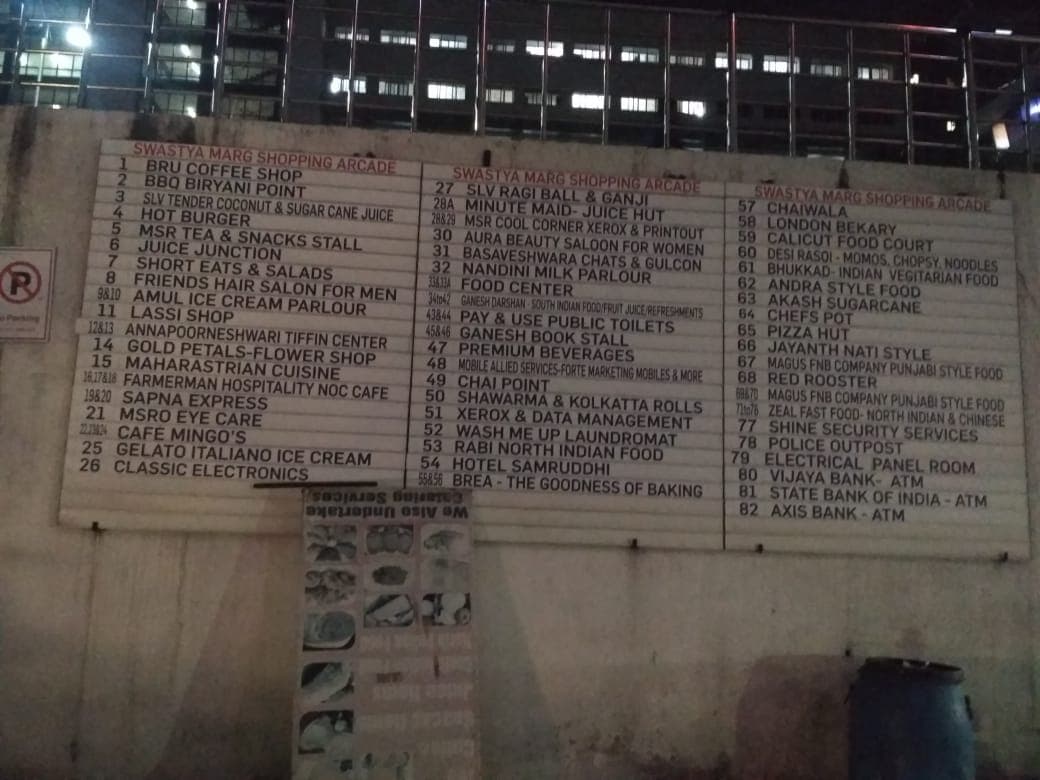 SWASTYA MARG SHOPPING ARCADE
1 BRU COFFEE SHOP
2 BBQ BIRYANI POINT
3 SLV TENDER COCONUT & SUGAR CANE JUICE
4 HOT BURGER
5 MSR TEA & SNACKS STALL
6 JUICE JUNCTION
7 SHORT EATS & SALADS
8 FRIENDS HAIR SALON FOR MEN
9&10 AMUL ICE CREAM PARLOUR
11 LASSI SHOP
12&13 ANNAPOORNESHWARI TIFFIN CENTER
14 GOLD PETALS-FLOWER SHOP
15 MAHARASTRIAN CUISINE
16,17&18 FARMERMAN HOSPITALITY NOC CAFE
19&20 SAPNA EXPRESS
21 MSRO EYE CARE
22,23&24 CAFE MINGO'S
25 GELATO ITALIANO ICE CREAM
26 CLASSIC ELECTRONICS
SWASTYA MARG SHOPPING ARCADE
27 SLV RAGI BALL & GANJI
28A MINUTE MAID- JUICE HUT
28&29 MSR COOL CORNER XEROX & PRINTOUT
30 AURA BEAUTY SALOON FOR WOMEN
31 BASAVESHWARA CHATS & GULCON
32 NANDINI MILK PARLOUR
33&33A FOOD CENTER
34to42 GANESH DARSHAN - SOUTH INDIAN FOOD/FRUIT JUICE/REFRESHMENTS
43&44 PAY & USE PUBLIC TOILETS
45&46 GANESH BOOK STALL
47 PREMIUM BEVERAGES
48 MOBILE ALLIED SERVICES-FORTE MARKETING MOBILES & MORE
49 CHAI POINT
50 SHAWARMA & KOLKATTA ROLLS
51 XEROX & DATA MANAGEMENT
52 WASH ME UP LAUNDROMAT
53 RABI NORTH INDIAN FOOD
54 HOTEL SAMRUDDHI
55&56 BREA - THE GOODNESS OF BAKING
SWASTYA MARG SHOPPING ARCADE
57 CHAIWALA
58 LONDON BEKARY
59 CALICUT FOOD COURT
60 DESI RASOI - MOMOS, CHOPSY, NOODLES
61 BHUKKAD- INDIAN VEGITARIAN FOOD
62 ANDRA STYLE FOOD
63 AKASH SUGARCANE
64 CHEFS POT
65 PIZZA HUT
66 JAYANTH NATI STYLE
67 MAGUS FNB COMPANY PUNJABI STYLE FOOD
68 RED ROOSTER
69&70 MAGUS FNB COMPANY PUNJABI STYLE FOOD
71to76 ZEAL FAST FOOD- NORTH INDIAN & CHINESE
77 SHINE SECURITY SERVICES
78 POLICE OUTPOST
79 ELECTRICAL PANEL ROOM
80 VIJAYA BANK- ATM
81 STATE BANK OF INDIA - ATM
82 AXIS BANK - ATM
P
No Parking
We Also Undertake
Catering Services